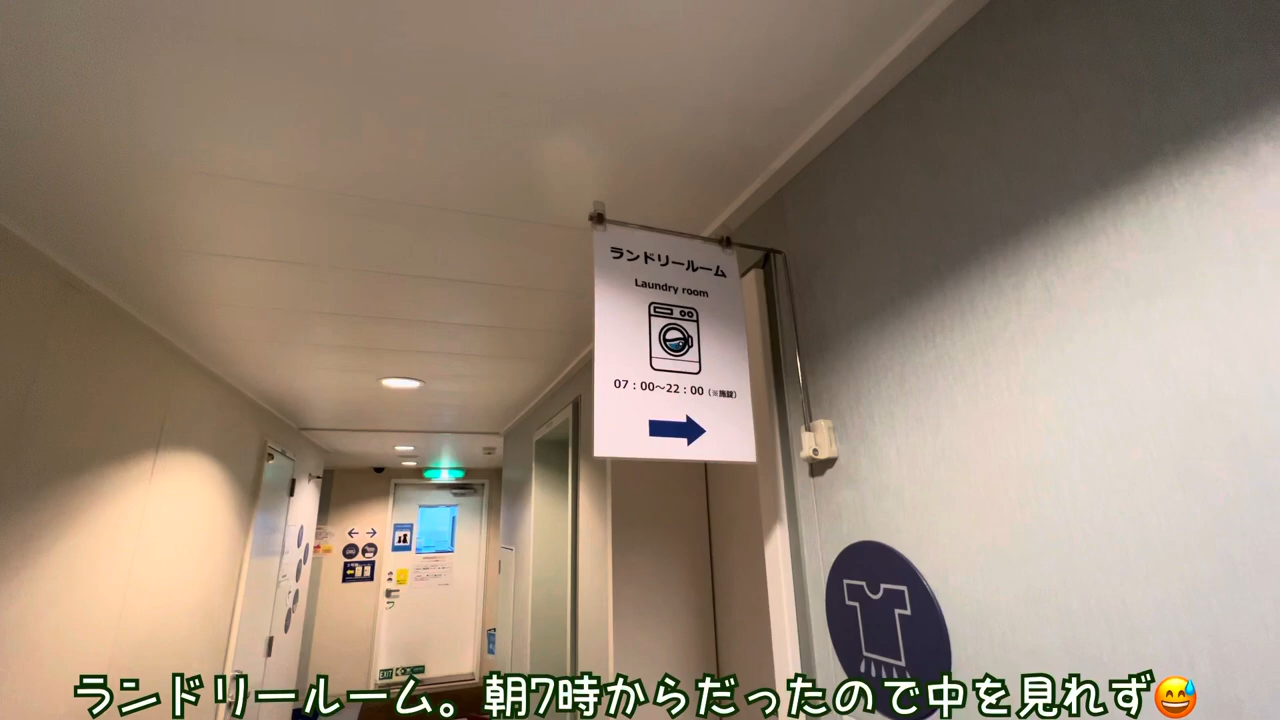 ランドリールーム
Laundry room
07：00～22：00（※施錠）
EXIT
ランドリールーム。朝7時からだったので中を見れず😅